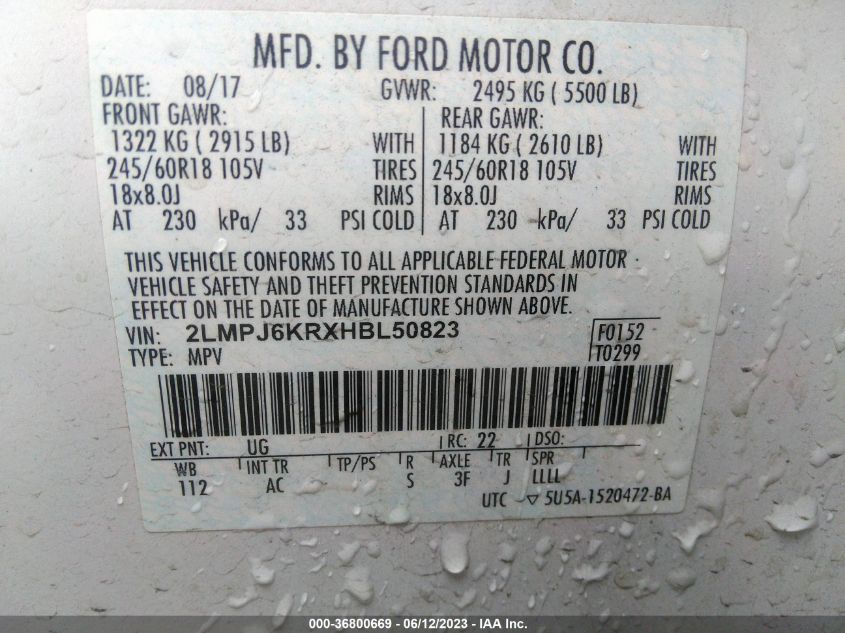 MFD. BY FORD MOTOR CO.
DATE: 08/17 GVWR: 2495 KG ( 5500 LB)
FRONT GAWR: REAR GAWR:
1322 KG ( 2915 LB) WITH 1184 KG ( 2610 LB) WITH
245/60R18 105V TIRES 245/60R18 105V TIRES
18x8.0J RIMS 18x8.0J RIMS
AT 230 kPa/ 33 PSI COLD AT 230 kPa/ 33 PSI COLD
THIS VEHICLE CONFORMS TO ALL APPLICABLE FEDERAL MOTOR
VEHICLE SAFETY AND THEFT PREVENTION STANDARDS IN
EFFECT ON THE DATE OF MANUFACTURE SHOWN ABOVE.
VIN: 2LMPJ6KRXHBL50823 F0152
TYPE: MPV T0299
EXT PNT: UG RC: 22 DSO:
WB INT TR TP/PS R AXLE TR SPR
112 AC S 3F J LLLL
UTC ▽ 5U5A-1520472-BA
000-36800669 - 06/12/2023 - IAA Inc.